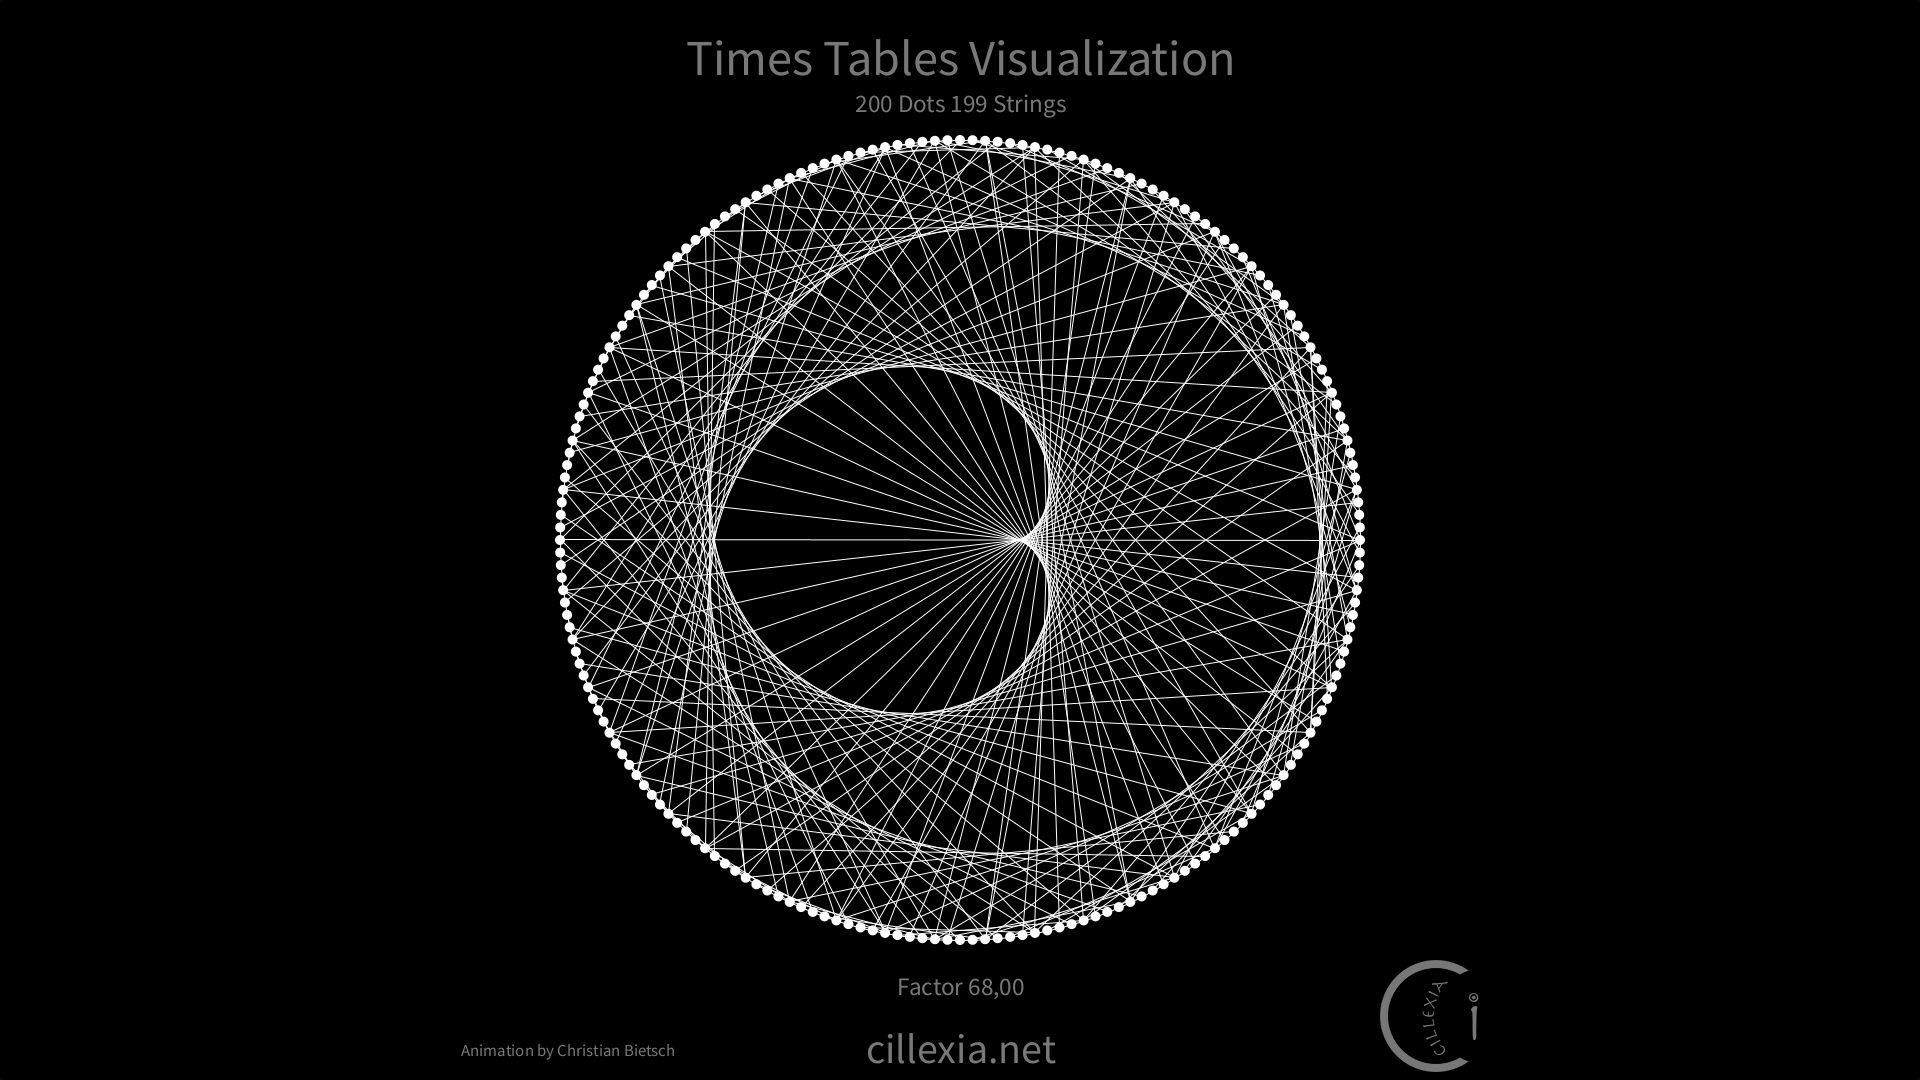 Times Tables Visualization
200 Dots 199 Strings
Factor 68,00
CILLEXIA
Animation by Christian Bietsch
cillexia.net